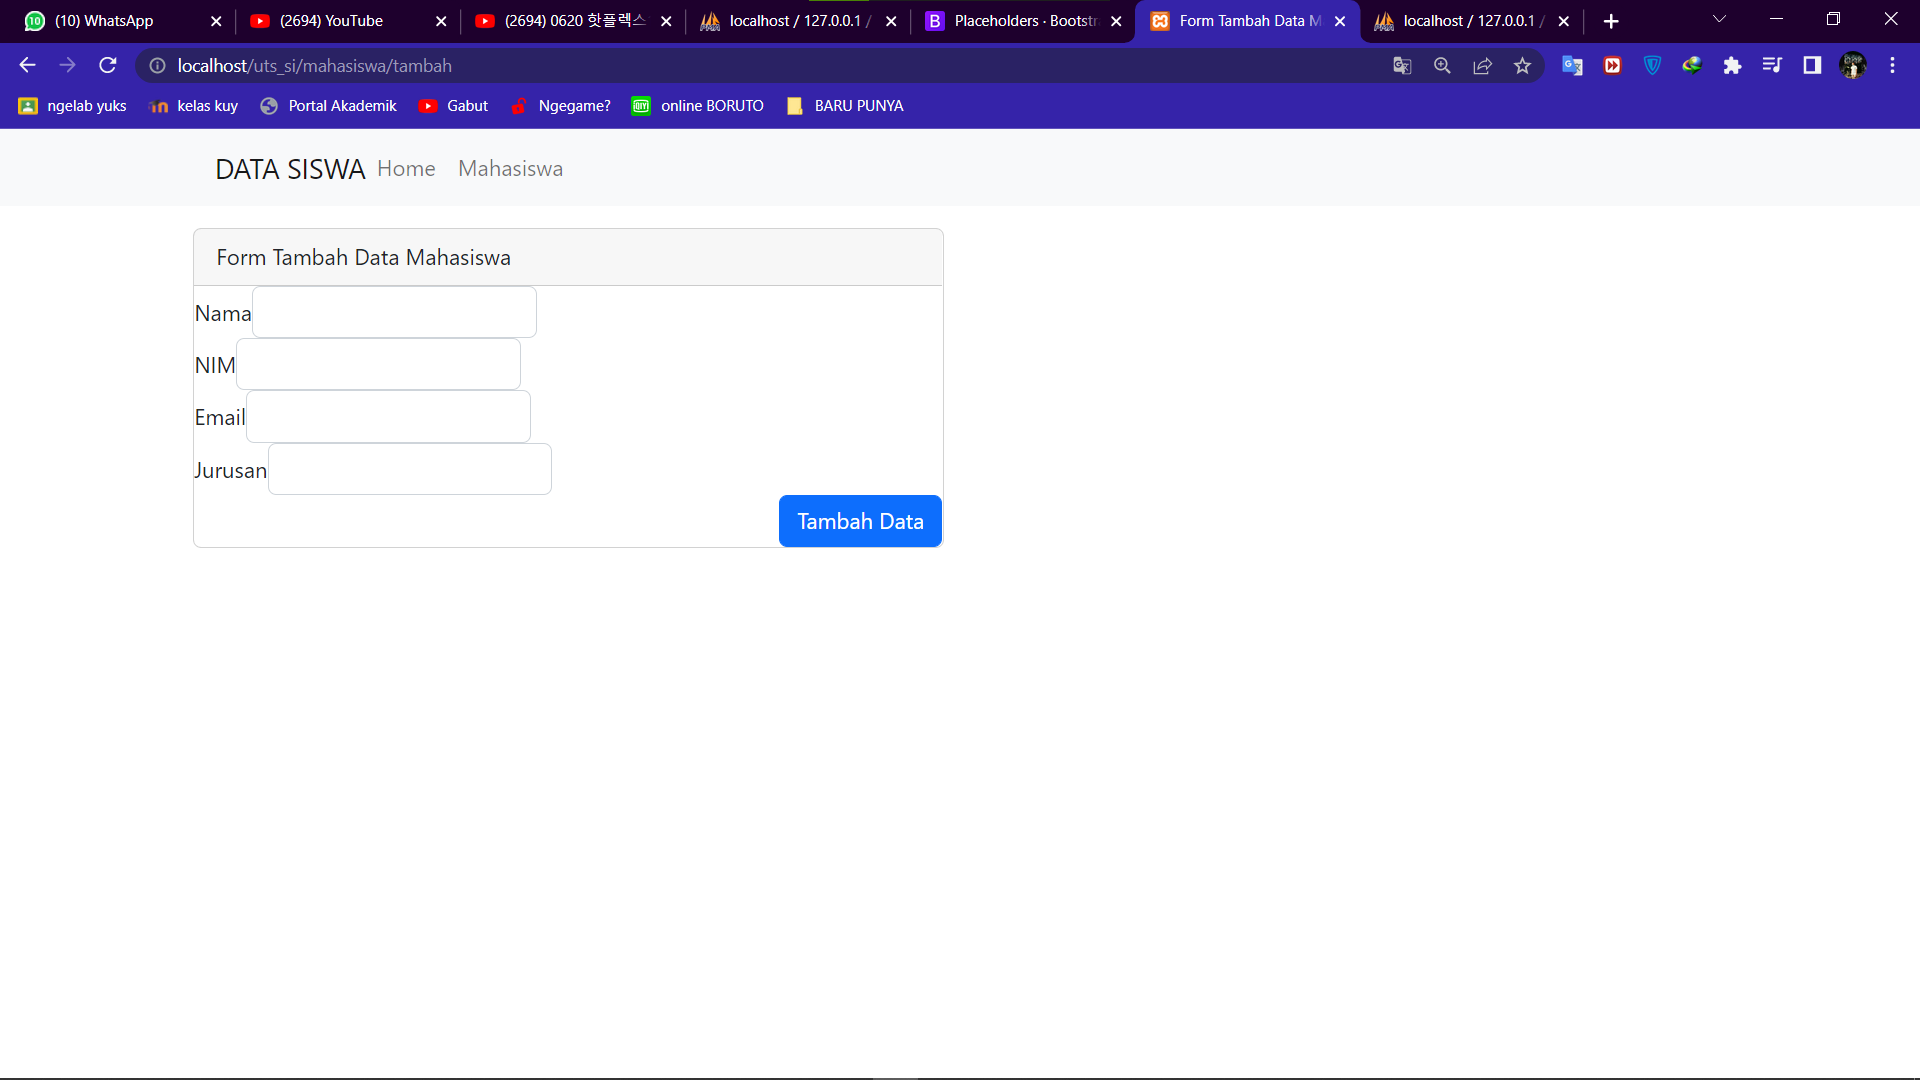 (10) WhatsApp
(2694) YouTube
(2694) 0620 핫플렉스
localhost / 127.0.0.1 /
Placeholders · Bootstr
Form Tambah Data M
localhost / 127.0.0.1 /
localhost/uts_si/mahasiswa/tambah
ngelab yuks
kelas kuy
Portal Akademik
Gabut
Ngegame?
online BORUTO
BARU PUNYA
DATA SISWA Home Mahasiswa
Form Tambah Data Mahasiswa
Nama
NIM
Email
Jurusan
Tambah Data